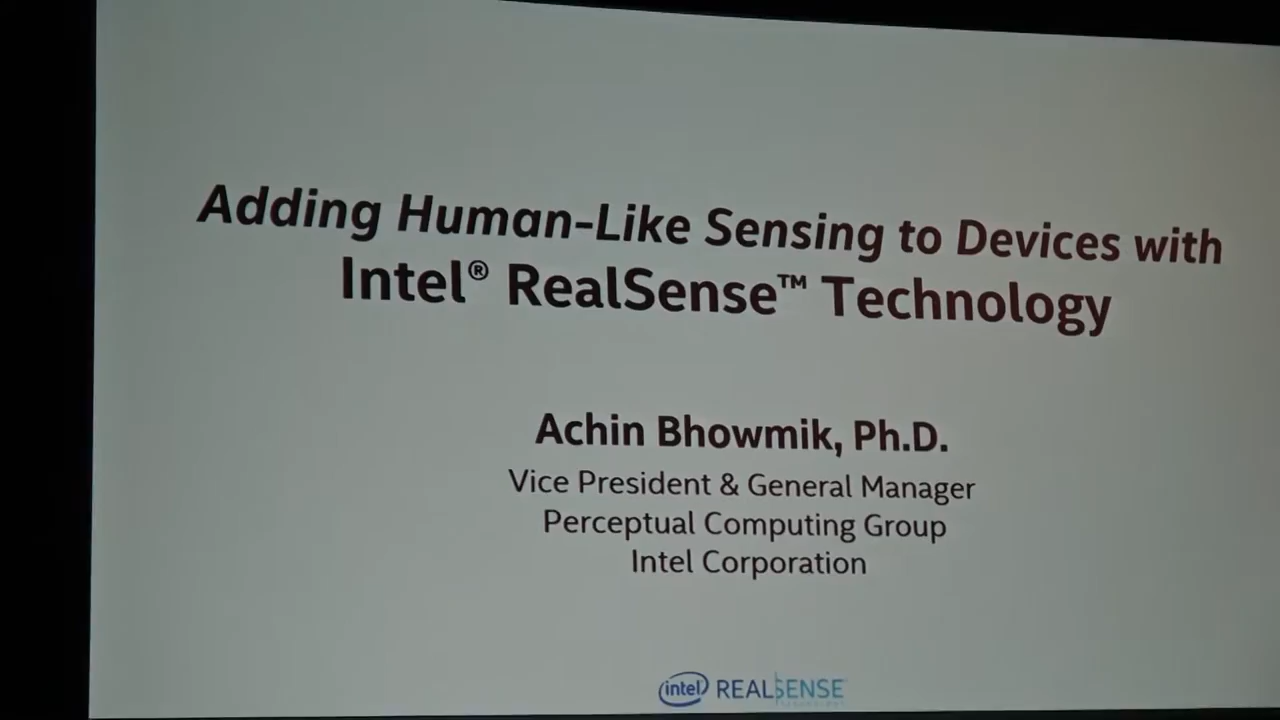 Adding Human-Like Sensing to Devices with
Intel® RealSense™ Technology
Achin Bhowmik, Ph.D.
Vice President & General Manager
Perceptual Computing Group
Intel Corporation
intel REALSENSE